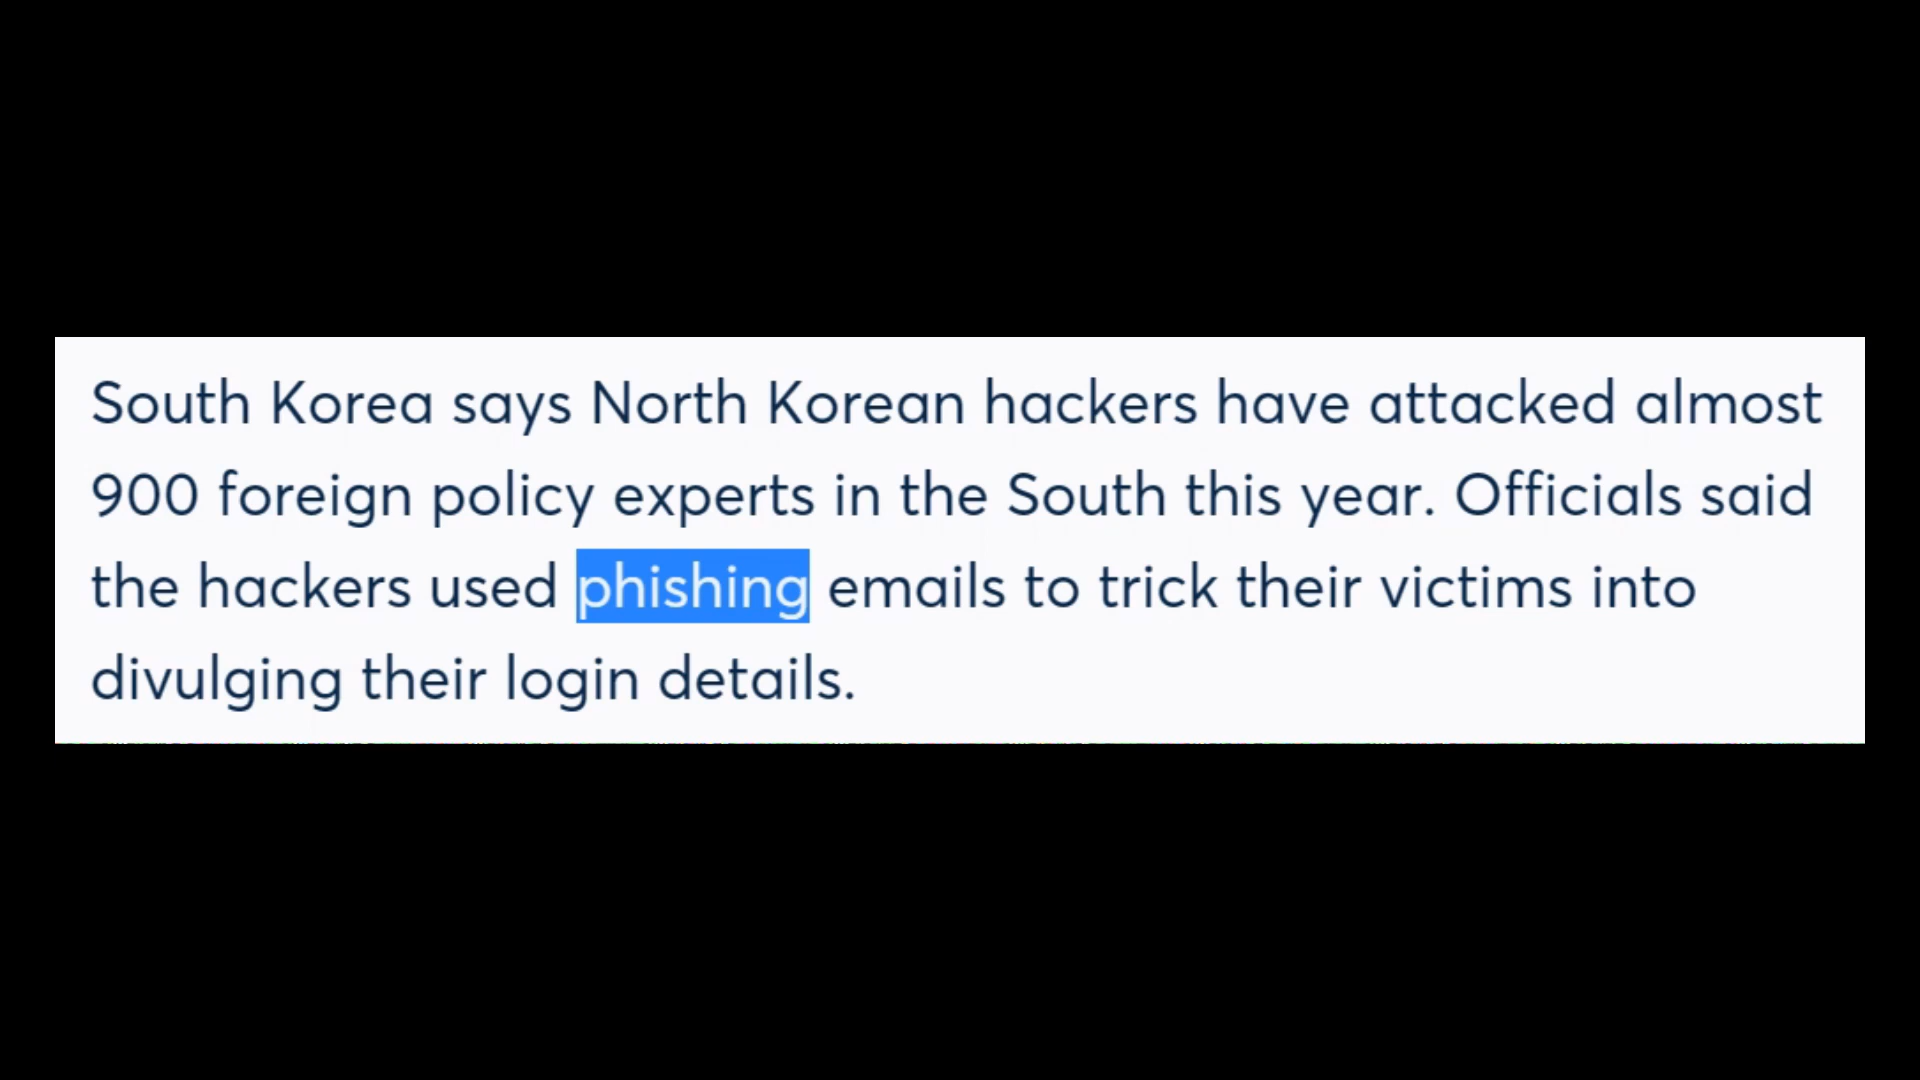 South Korea says North Korean hackers have attacked almost
900 foreign policy experts in the South this year. Officials said
the hackers used phishing emails to trick their victims into
divulging their login details.